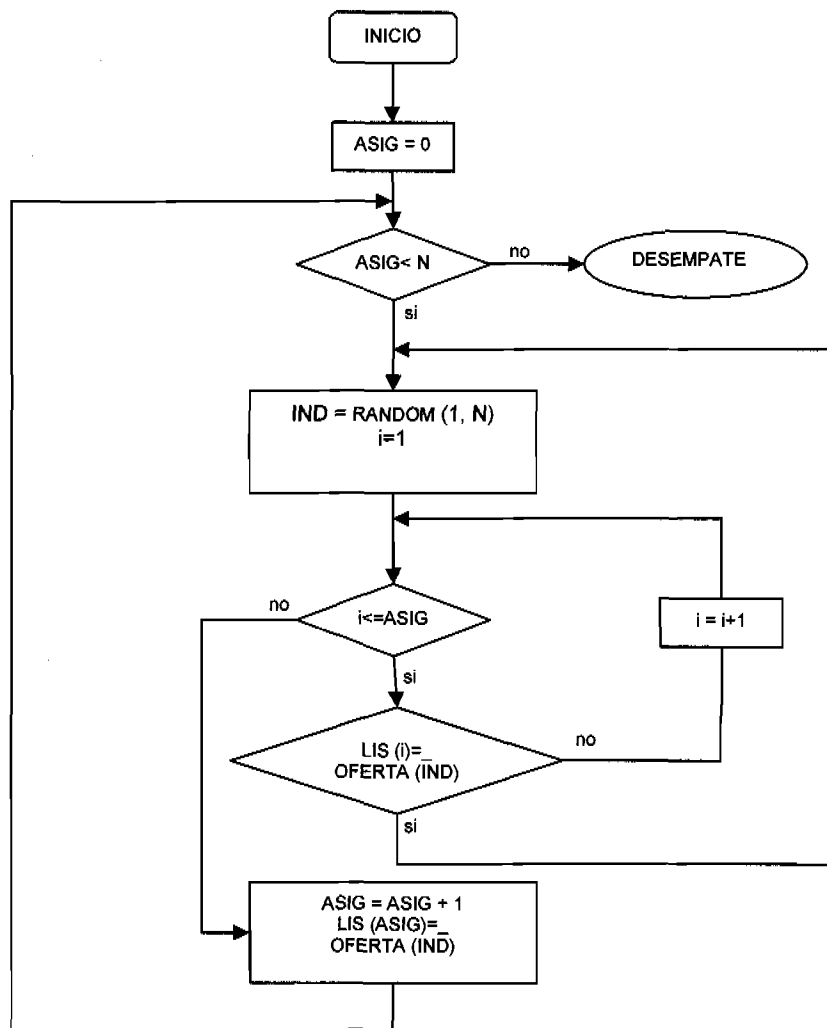 INICIO
ASIG = 0
ASIG< N
no
DESEMPATE
si
IND = RANDOM (1, N)
i=1
no
i<=ASIG
i = i+1
si
LIS (i)=_
OFERTA (IND)
no
si
ASIG = ASIG + 1
LIS (ASIG)=_
OFERTA (IND)